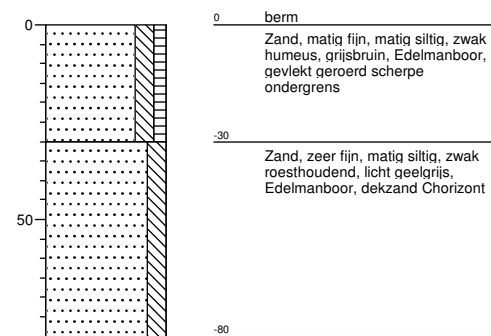 0
0 berm
Zand, matig fijn, matig siltig, zwak
humeus, grijsbruin, Edelmanboor,
gevlekt geroerd scherpe
ondergrens
-30
Zand, zeer fijn, matig siltig, zwak
roesthoudend, licht geelgrijs,
Edelmanboor, dekzand Chorizont
50
-80